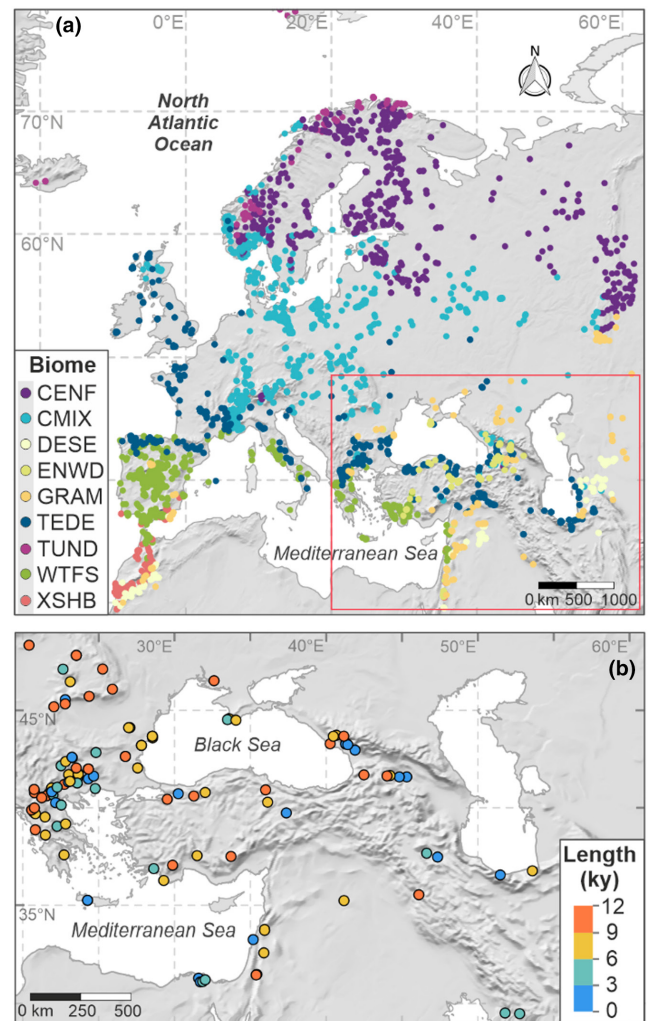 (a)
0°E 20°E 40°E 60°E
N
North
Atlantic
Ocean
70°N
60°N
Biome
CENF
CMIX
DESE
ENWD
GRAM
TEDE
TUND
WTFS
XSHB
Mediterranean Sea
0 km 500 1000
30°E 40°E 50°E 60°E
(b)
45°N
Black Sea
Length
(ky)
12
9
6
3
0
35°N
Mediterranean Sea
0 km 250 500